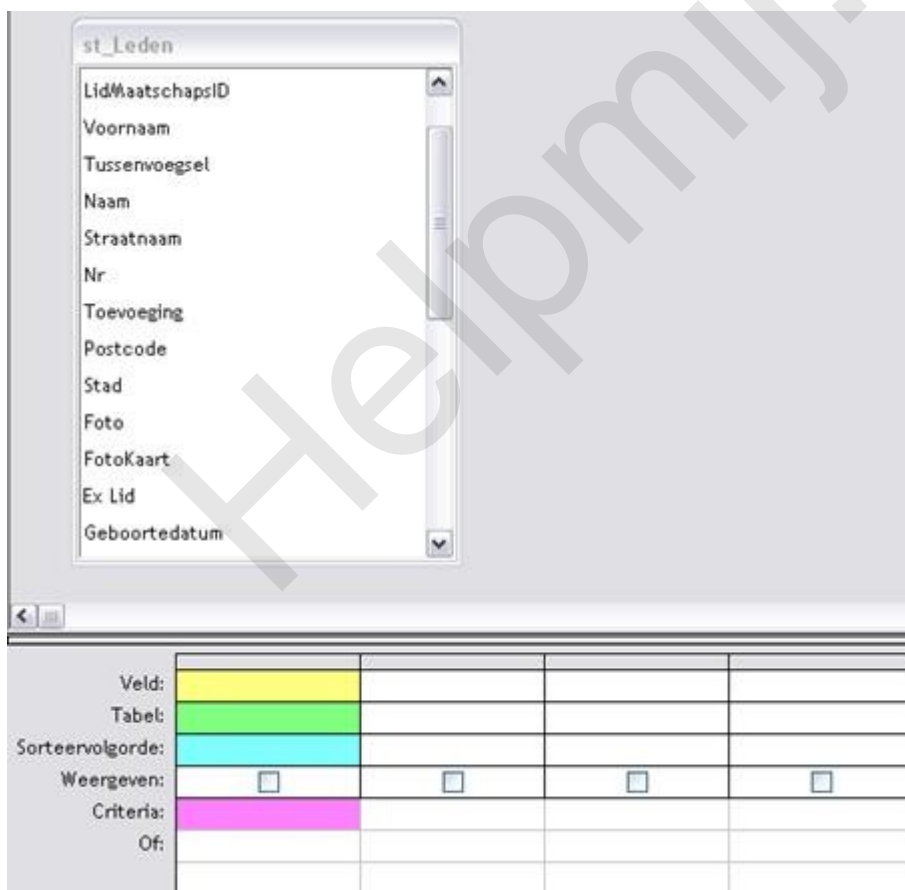 st_Leden
LidMaatschapsID
Voornaam
Tussenvoegsel
Naam
Straatnaam
Nr
Toevoeging
Postcode
Stad
Foto
FotoKaart
Ex Lid
Geboortedatum
Helpmij.
Veld:
Tabel:
Sorteervolgorde:
Weergeven:
Criteria:
Of: